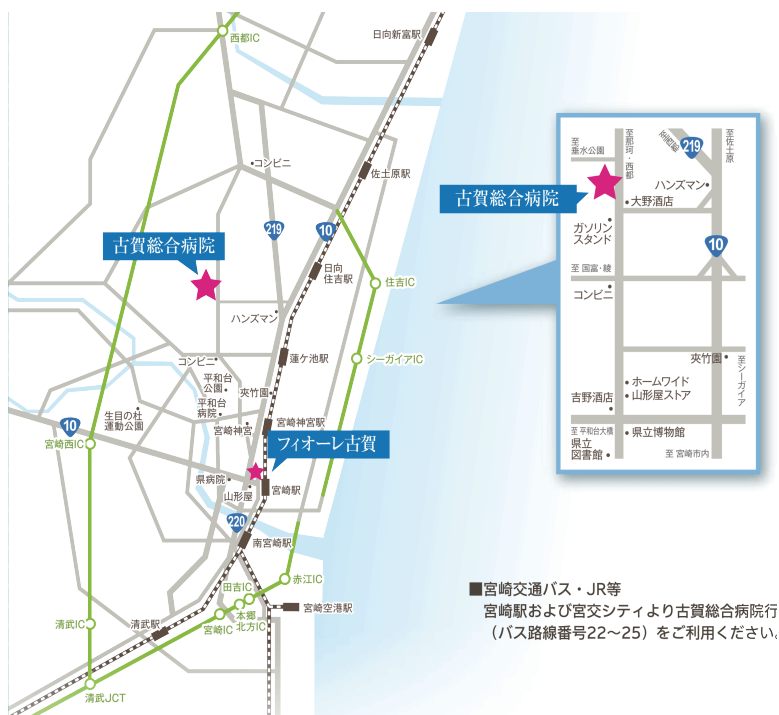 西都IC
日向新富駅
コンビニ
佐土原駅
219
10
古賀総合病院
日向
住吉駅
住吉IC
ハンズマン
シーガイアIC
蓮ケ池駅
コンビニ
平和台
公園
夾竹園
平和台
病院
生目の杜
運動公園
宮崎神宮
宮崎神宮駅
10
宮崎西IC
フィオーレ古賀
県病院
山形屋
宮崎駅
220
南宮崎駅
赤江IC
田吉IC
本郷
北方IC
宮崎IC
宮崎空港駅
清武IC
清武駅
清武JCT
至
垂水公園
至那珂・西都
219
至佐土原
ハンズマン
古賀総合病院
大野酒店
ガソリン
スタンド
10
至 国富・綾
コンビニ
夾竹園
至シーガイア
ホームワイド
山形屋ストア
吉野酒店
至 平和台大橋
県立博物館
県立
図書館
至 宮崎市内
■宮崎交通バス・JR等
宮崎駅および宮交シティより古賀総合病院行
（バス路線番号22〜25）をご利用ください。